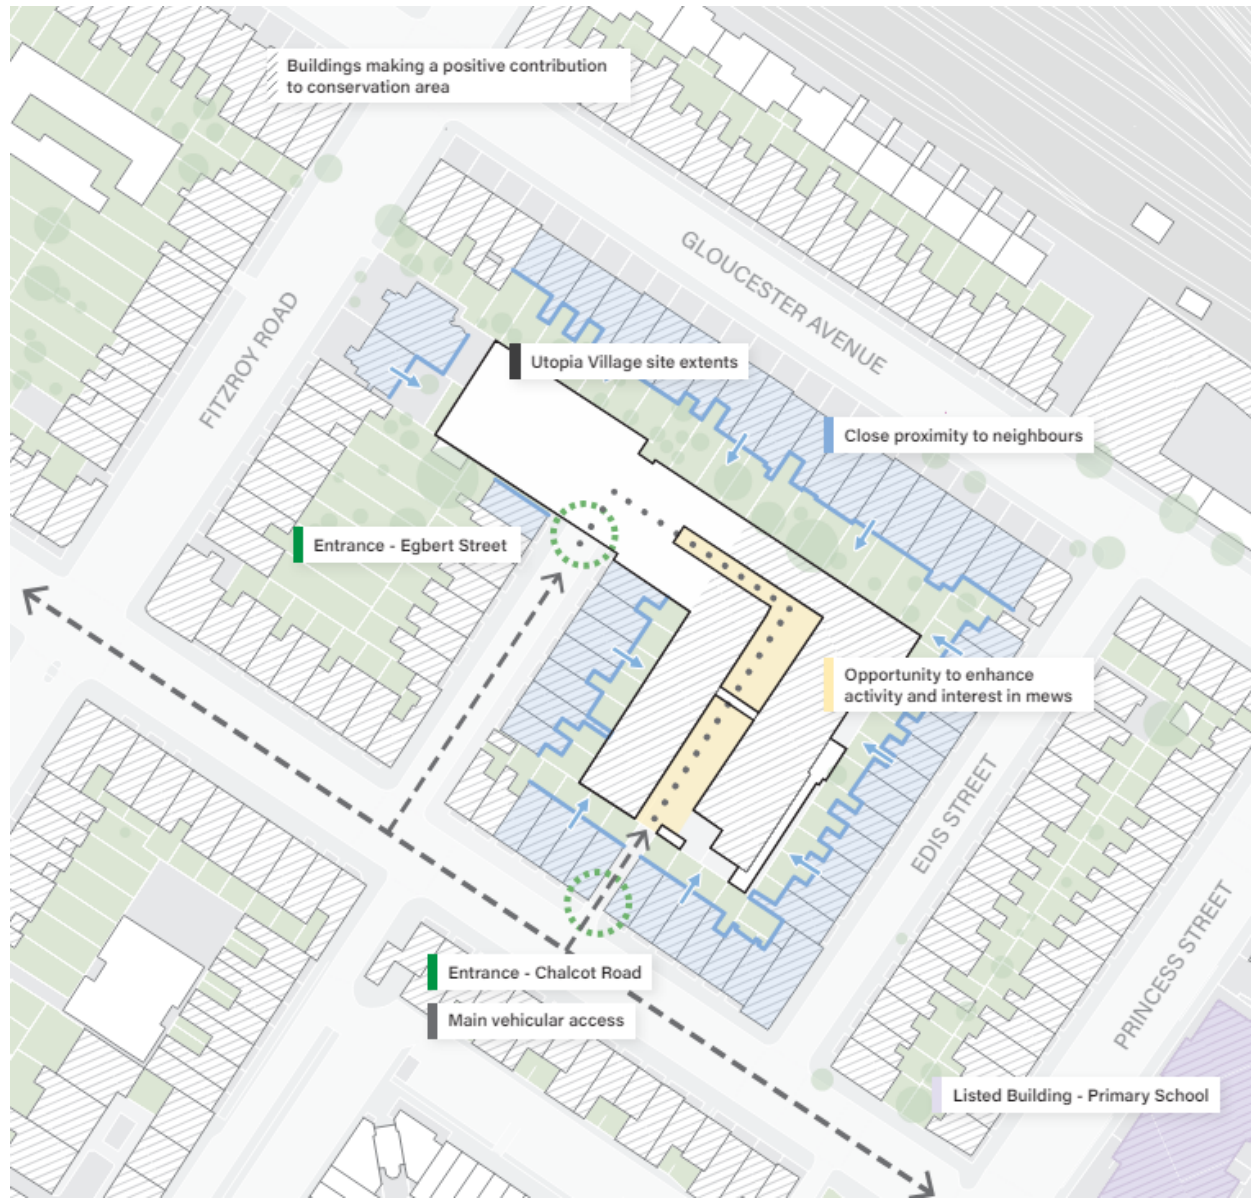 Buildings making a positive contribution
to conservation area
GLOUCESTER AVENUE
FITZROY ROAD
Utopia Village site extents
Close proximity to neighbours
Entrance - Egbert Street
Opportunity to enhance
activity and interest in mews
EDIS STREET
PRINCESS STREET
Entrance - Chalcot Road
Main vehicular access
Listed Building - Primary School